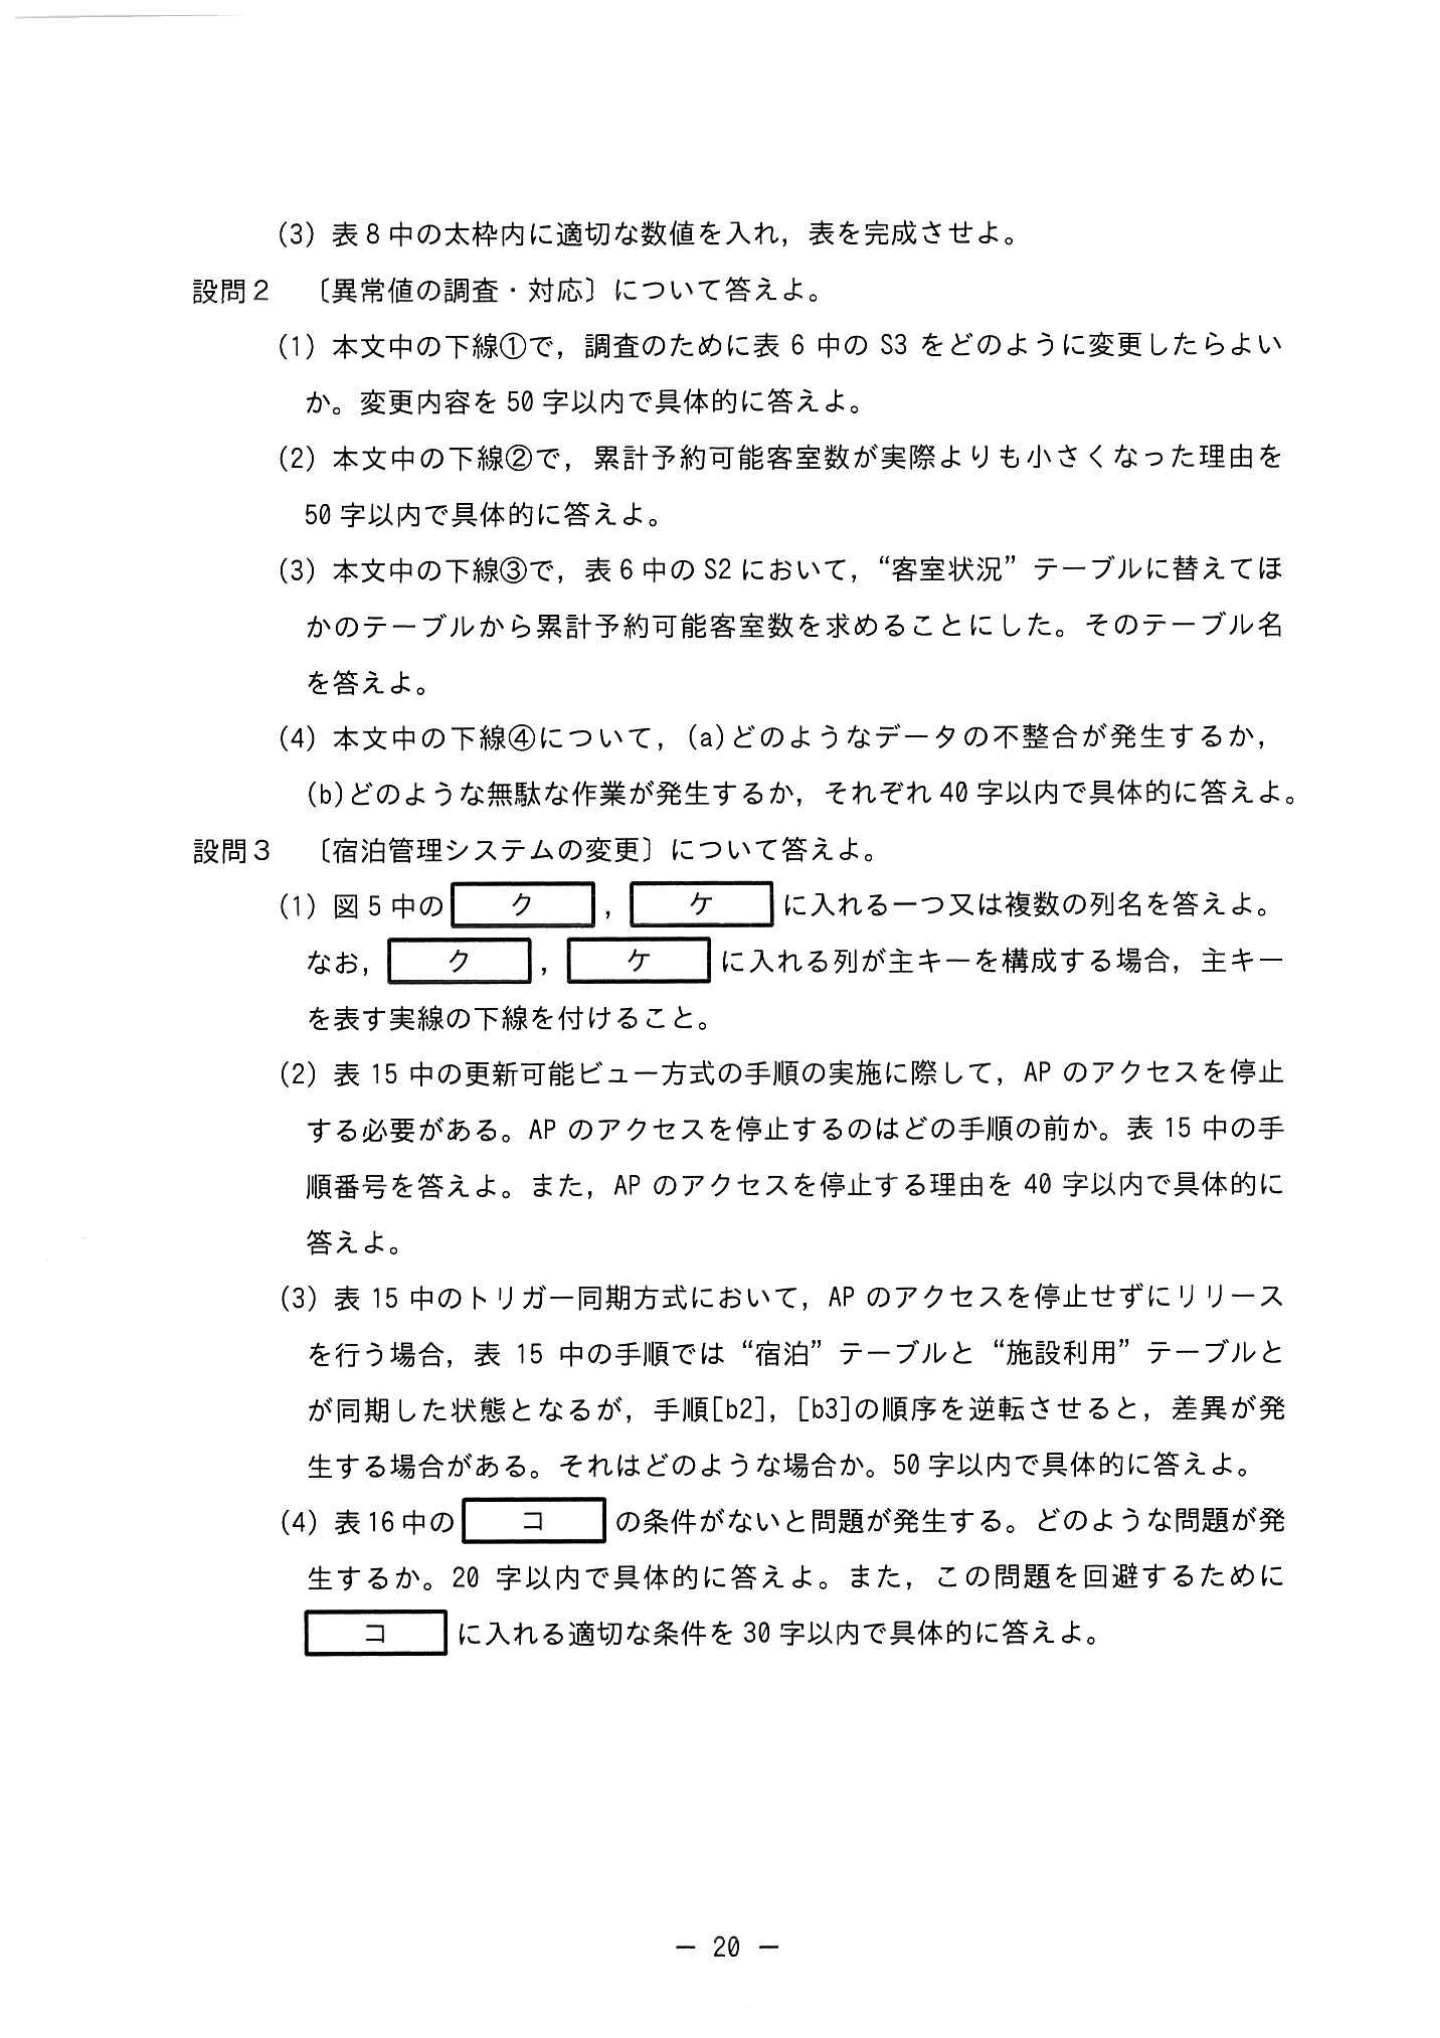 (3) 表8中の太枠内に適切な数値を入れ，表を完成させよ。
設問2 〔異常値の調査・対応〕について答えよ。
(1) 本文中の下線①で，調査のために表 6 中の S3 をどのように変更したらよい
か。変更内容を 50 字以内で具体的に答えよ。
(2) 本文中の下線②で，累計予約可能客室数が実際よりも小さくなった理由を
50 字以内で具体的に答えよ。
(3) 本文中の下線③で，表 6 中の S2 において，“客室状況”テーブルに替えてほ
かのテーブルから累計予約可能客室数を求めることにした。そのテーブル名
を答えよ。
(4) 本文中の下線④について，(a)どのようなデータの不整合が発生するか，
(b)どのような無駄な作業が発生するか，それぞれ 40 字以内で具体的に答えよ。
設問3 〔宿泊管理システムの変更〕について答えよ。
(1) 図 5 中の ク ， ケ に入れる一つ又は複数の列名を答えよ。
なお， ク ， ケ に入れる列が主キーを構成する場合，主キー
を表す実線の下線を付けること。
(2) 表 15 中の更新可能ビュー方式の手順の実施に際して，AP のアクセスを停止
する必要がある。AP のアクセスを停止するのはどの手順の前か。表 15 中の手
順番号を答えよ。また，AP のアクセスを停止する理由を 40 字以内で具体的に
答えよ。
(3) 表 15 中のトリガー同期方式において，AP のアクセスを停止せずにリリース
を行う場合，表 15 中の手順では“宿泊”テーブルと“施設利用”テーブルと
が同期した状態となるが，手順[b2]，[b3]の順序を逆転させると，差異が発
生する場合がある。それはどのような場合か。50 字以内で具体的に答えよ。
(4) 表 16 中の コ の条件がないと問題が発生する。どのような問題が発
生するか。20 字以内で具体的に答えよ。また，この問題を回避するために
コ に入れる適切な条件を 30 字以内で具体的に答えよ。
— 20 —